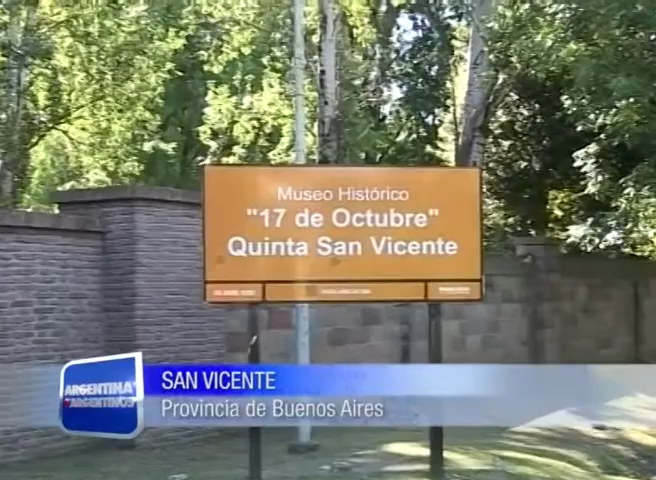 Museo Histórico
"17 de Octubre"
Quinta San Vicente
ARGENTINA
ARGENTINOS
SAN VICENTE
Provincia de Buenos Aires